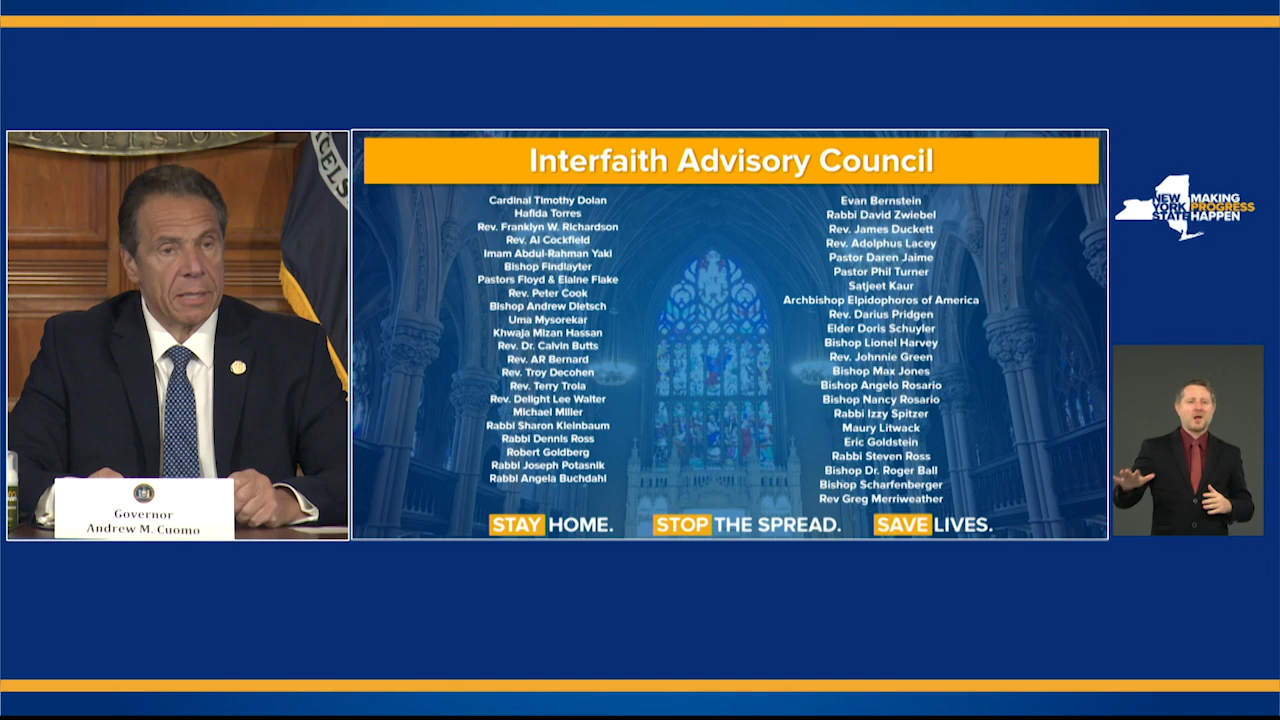 EXCELSIOR
EXCELS
Governor
Andrew M. Cuomo
Interfaith Advisory Council
Cardinal Timothy Dolan
Hafida Torres
Rev. Franklyn W. Richardson
Rev. Al Cockfield
Imam Abdul-Rahman Yaki
Bishop Findlayter
Pastors Floyd & Elaine Flake
Rev. Peter Cook
Bishop Andrew Dietsch
Uma Mysorekar
Khwaja Mizan Hassan
Rev. Dr. Calvin Butts
Rev. AR Bernard
Rev. Troy Decohen
Rev. Terry Trola
Rev. Delight Lee Walter
Michael Miller
Rabbi Sharon Kleinbaum
Rabbi Dennis Ross
Robert Goldberg
Rabbi Joseph Potasnik
Rabbi Angela Buchdahl
Evan Bernstein
Rabbi David Zwiebel
Rev. James Duckett
Rev. Adolphus Lacey
Pastor Daren Jaime
Pastor Phil Turner
Satjeet Kaur
Archbishop Elpidophoros of America
Rev. Darius Pridgen
Elder Doris Schuyler
Bishop Lionel Harvey
Rev. Johnnie Green
Bishop Max Jones
Bishop Angelo Rosario
Bishop Nancy Rosario
Rabbi Izzy Spitzer
Maury Litwack
Eric Goldstein
Rabbi Steven Ross
Bishop Dr. Roger Ball
Bishop Scharfenberger
Rev Greg Merriweather
STAY HOME. STOP THE SPREAD. SAVE LIVES.
NEW YORK STATE
MAKING
PROGRESS
HAPPEN